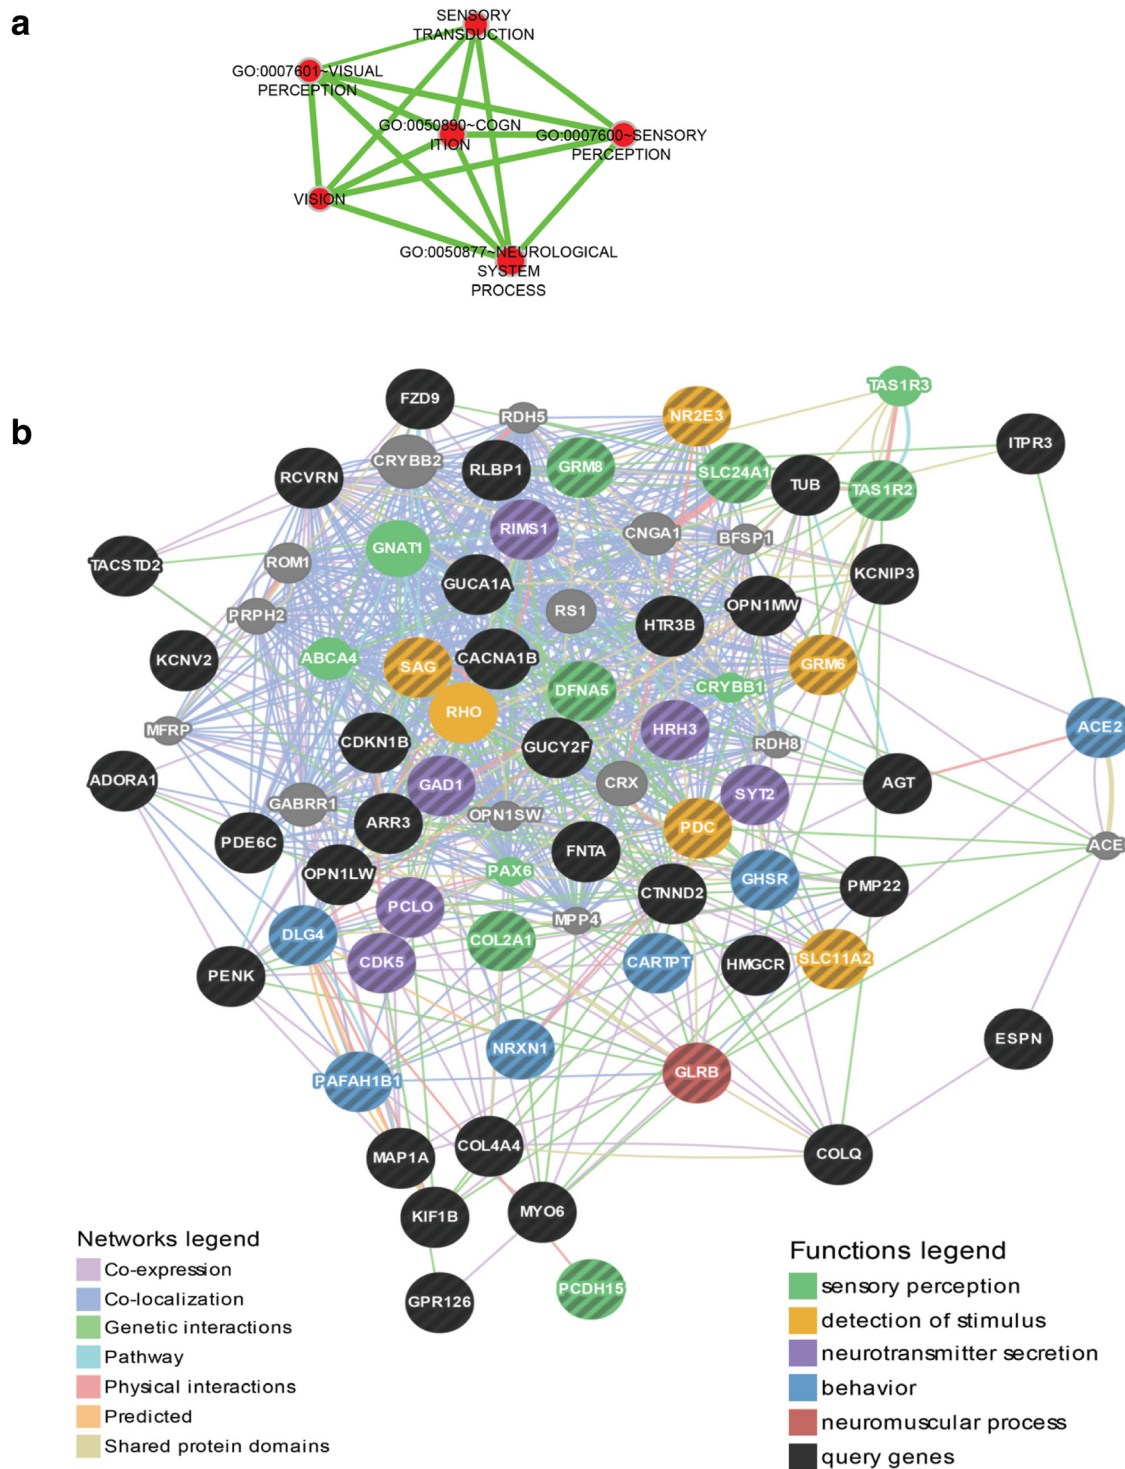 a
SENSORY
TRANSDUCTION
GO:0007601~VISUAL
PERCEPTION
GO:0050890~COGN
ITION
GO:0007600~SENSORY
PERCEPTION
VISION
GO:0050877~NEUROLOGICAL
SYSTEM
PROCESS
b
TAS1R3
FZD9
RDH5
NR2E3
ITPR3
CRYBB2
RCVRN
RLBP1
GRM8
SLC24A1
TUB
TAS1R2
RIMS1
CNGA1
BFSP1
GNAT1
TACSTD2
ROM1
KCNIP3
GUCA1A
OPN1MW
PRPH2
RS1
HTR3B
KCNV2
ABCA4
SAG
CACNA1B
GRM6
DFNA5
CRYBB1
RHO
MFRP
ACE2
CDKN1B
GUCY2F
HRH3
RDH8
ADORA1
GAD1
CRX
AGT
SYT2
GABRR1
OPN1SW
ARR3
PDC
PDE6C
FNTA
ACE
OPN1LW
PAX6
GHSR
PMP22
CTNND2
PCLO
MPP4
DLG4
COL2A1
CDK5
CARTPT
HMGCR
SLC11A2
PENK
ESPN
NRXN1
PAFAH1B1
GLRB
MAP1A
COL4A4
COLQ
KIF1B
MYO6
PCDH15
GPR126
Networks legend
Co-expression
Co-localization
Genetic interactions
Pathway
Physical interactions
Predicted
Shared protein domains
Functions legend
sensory perception
detection of stimulus
neurotransmitter secretion
behavior
neuromuscular process
query genes